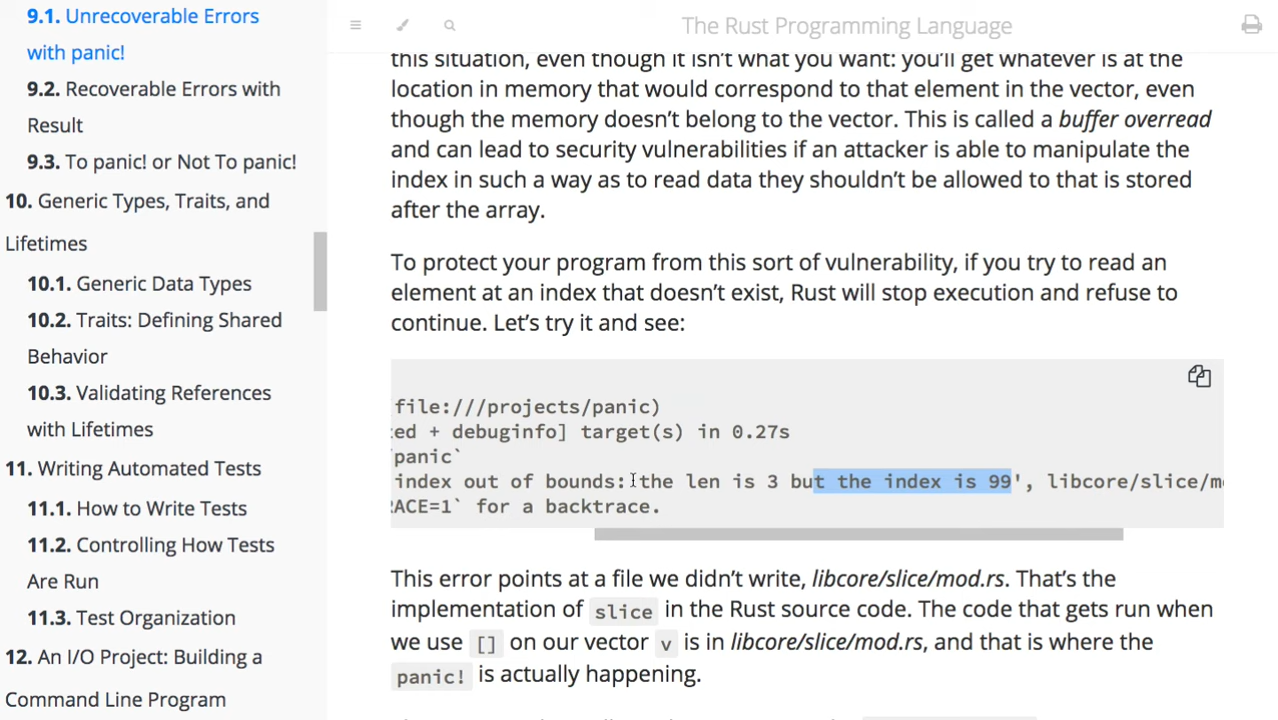 9.1. Unrecoverable Errors
with panic!
9.2. Recoverable Errors with
Result
9.3. To panic! or Not To panic!
10. Generic Types, Traits, and
Lifetimes
10.1. Generic Data Types
10.2. Traits: Defining Shared
Behavior
10.3. Validating References
with Lifetimes
11. Writing Automated Tests
11.1. How to Write Tests
11.2. Controlling How Tests
Are Run
11.3. Test Organization
12. An I/O Project: Building a
Command Line Program
The Rust Programming Language
this situation, even though it isn't what you want: you'll get whatever is at the
location in memory that would correspond to that element in the vector, even
though the memory doesn't belong to the vector. This is called a buffer overread
and can lead to security vulnerabilities if an attacker is able to manipulate the
index in such a way as to read data they shouldn't be allowed to that is stored
after the array.
To protect your program from this sort of vulnerability, if you try to read an
element at an index that doesn't exist, Rust will stop execution and refuse to
continue. Let's try it and see:
(file:///projects/panic)
ted + debuginfo] target(s) in 0.27s
panic`
index out of bounds: the len is 3 but the index is 99', libcore/slice/m
RACE=1` for a backtrace.
This error points at a file we didn't write, libcore/slice/mod.rs. That's the
implementation of slice in the Rust source code. The code that gets run when
we use [] on our vector v is in libcore/slice/mod.rs, and that is where the
panic! is actually happening.